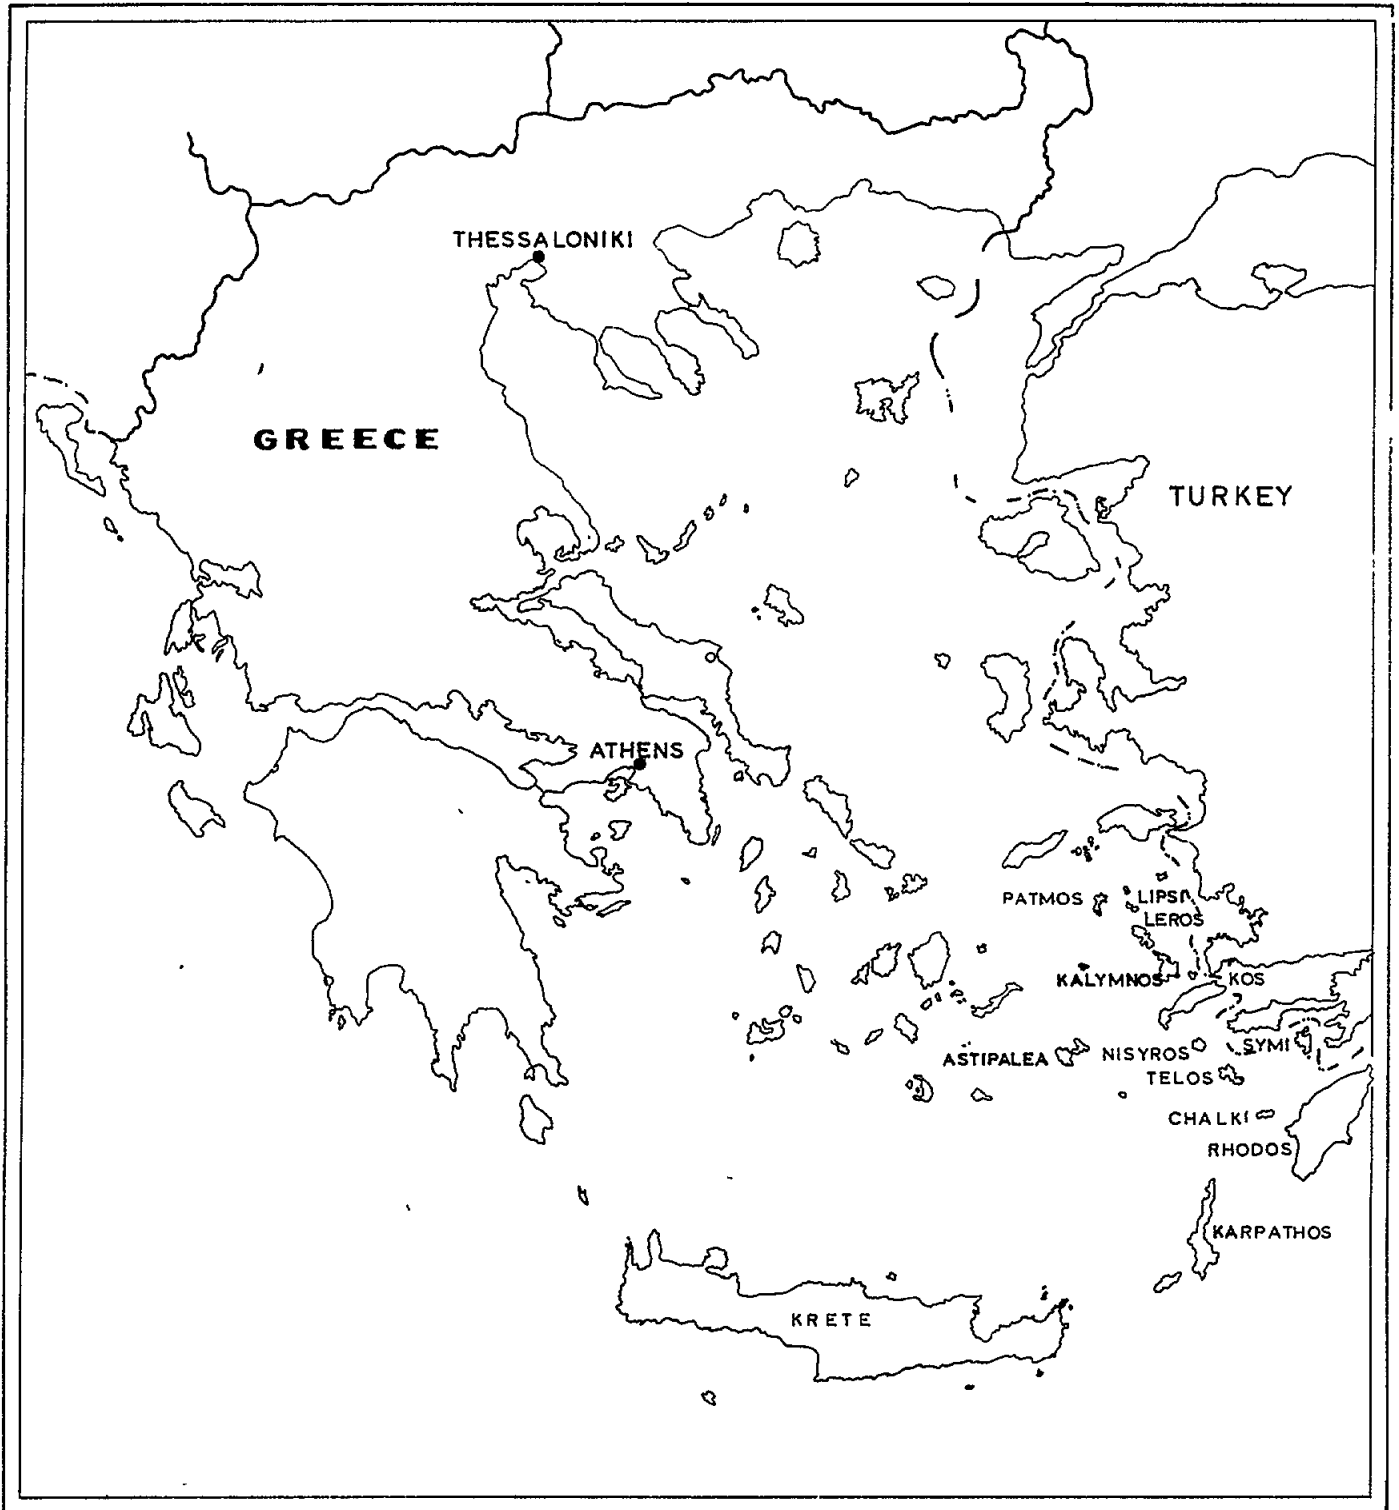 THESSALONIKI
GREECE
TURKEY
ATHENS
PATMOS
LIPSI
LEROS
KALYMNOS
KOS
ASTIPALEA
NISYROS
SYMI
TELOS
CHALKI
RHODOS
KARPATHOS
KRETE